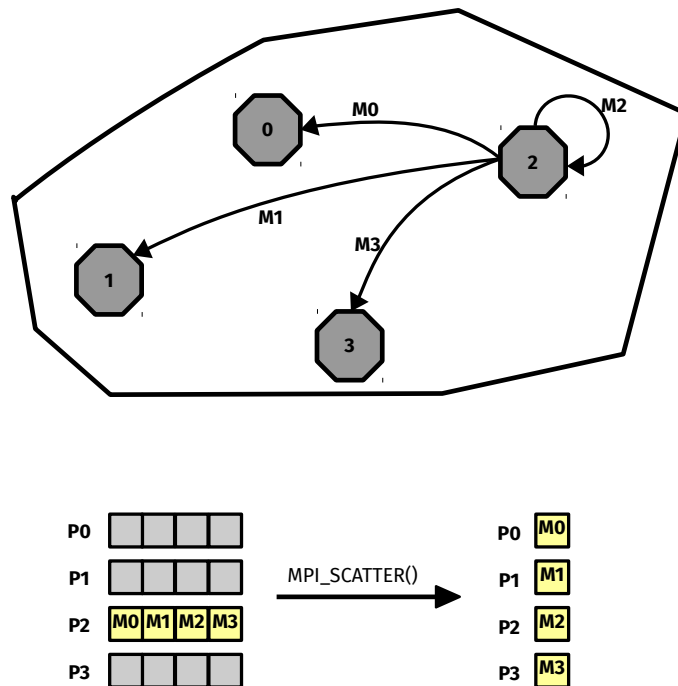 M0
M2
0
2
M1
M3
1
3
P0
P0 M0
P1
MPI_SCATTER()
P1 M1
P2 M0 M1 M2 M3
P2 M2
P3
P3 M3